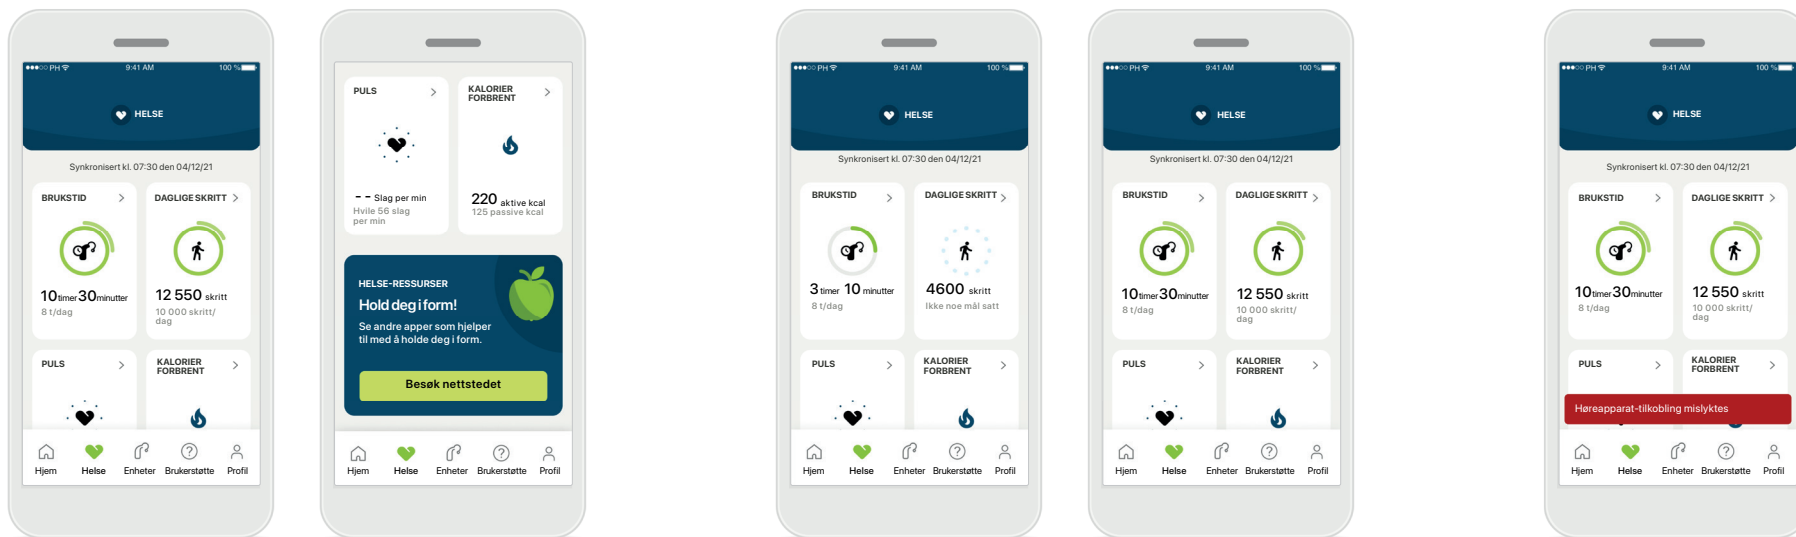 PH 9:41 AM 100 %
HELSE
Synkronisert kl. 07:30 den 04/12/21
BRUKSTID
DAGLIGE SKRITT
10 timer 30 minutter
8 t/dag
12 550 skritt
10 000 skritt/
dag
PULS
KALORIER
FORBRENT
Hjem Helse Enheter Brukerstøtte Profil
PULS
KALORIER
FORBRENT
-- Slag per min
Hvile 56 slag
per min
220 aktive kcal
125 passive kcal
HELSE-RESSURSER
Hold deg i form!
Se andre apper som hjelper
til med å holde deg i form.
Besøk nettstedet
Hjem Helse Enheter Brukerstøtte Profil
PH 9:41 AM 100 %
HELSE
Synkronisert kl. 07:30 den 04/12/21
BRUKSTID
DAGLIGE SKRITT
3 timer 10 minutter
8 t/dag
4600 skritt
Ikke noe mål satt
PULS
KALORIER
FORBRENT
Hjem Helse Enheter Brukerstøtte Profil
PH 9:41 AM 100 %
HELSE
Synkronisert kl. 07:30 den 04/12/21
BRUKSTID
DAGLIGE SKRITT
10 timer 30 minutter
8 t/dag
12 550 skritt
10 000 skritt/
dag
PULS
KALORIER
FORBRENT
Hjem Helse Enheter Brukerstøtte Profil
PH 9:41 AM 100 %
HELSE
Synkronisert kl. 07:30 den 04/12/21
BRUKSTID
DAGLIGE SKRITT
10 timer 30 minutter
8 t/dag
12 550 skritt
10 000 skritt/
dag
PULS
KALORIER
FORBRENT
Høreapparat-tilkobling mislyktes
Hjem Helse Enheter Brukerstøtte Profil